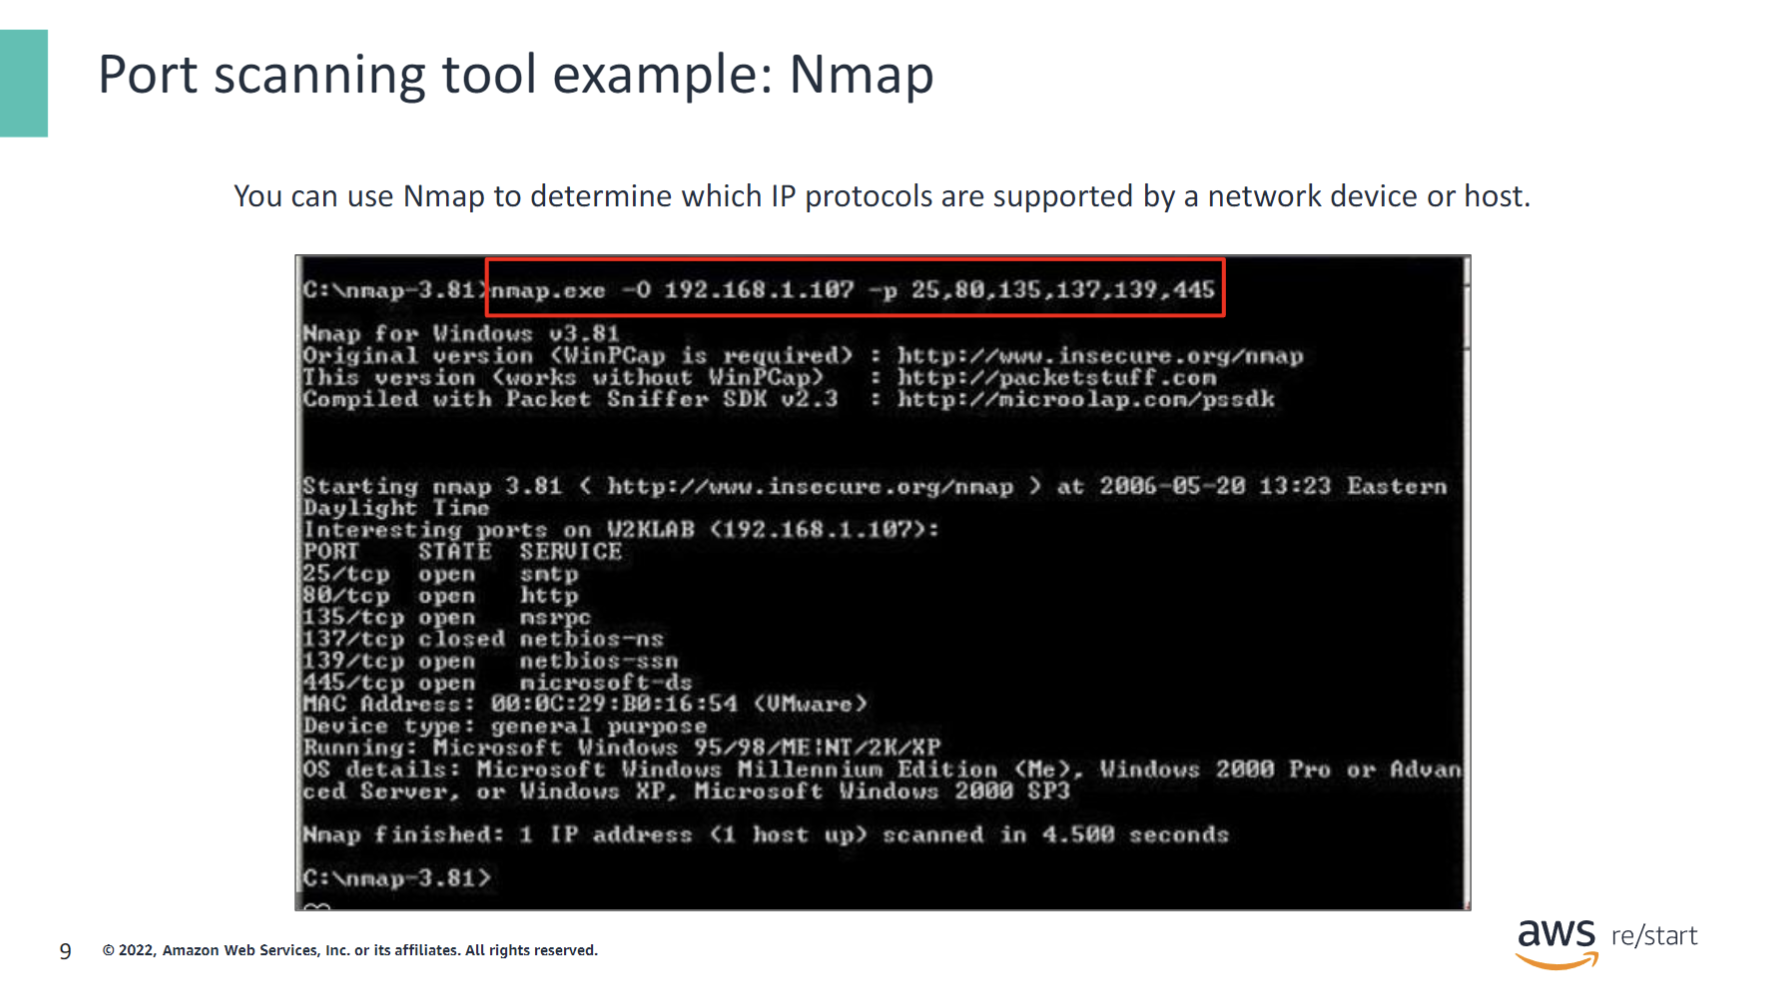 Port scanning tool example: Nmap
You can use Nmap to determine which IP protocols are supported by a network device or host.
C:\nmap-3.81>nmap.exe -O 192.168.1.107 -p 25,80,135,137,139,445
Nmap for Windows v3.81
Original version (WinPCap is required) : http://www.insecure.org/nmap
This version (works without WinPCap)   : http://packetstuff.com
Compiled with Packet Sniffer SDK v2.3  : http://microolap.com/pssdk
Starting nmap 3.81 ( http://www.insecure.org/nmap ) at 2006-05-20 13:23 Eastern
Daylight Time
Interesting ports on W2KLAB (192.168.1.107):
PORT    STATE  SERVICE
25/tcp  open   smtp
80/tcp  open   http
135/tcp open   msrpc
137/tcp closed netbios-ns
139/tcp open   netbios-ssn
445/tcp open   microsoft-ds
MAC Address: 00:0C:29:B0:16:54 (VMware)
Device type: general purpose
Running: Microsoft Windows 95/98/ME|NT/2K/XP
OS details: Microsoft Windows Millennium Edition (Me), Windows 2000 Pro or Advan
ced Server, or Windows XP, Microsoft Windows 2000 SP3
Nmap finished: 1 IP address (1 host up) scanned in 4.500 seconds
C:\nmap-3.81>
9 © 2022, Amazon Web Services, Inc. or its affiliates. All rights reserved.
aws re/start